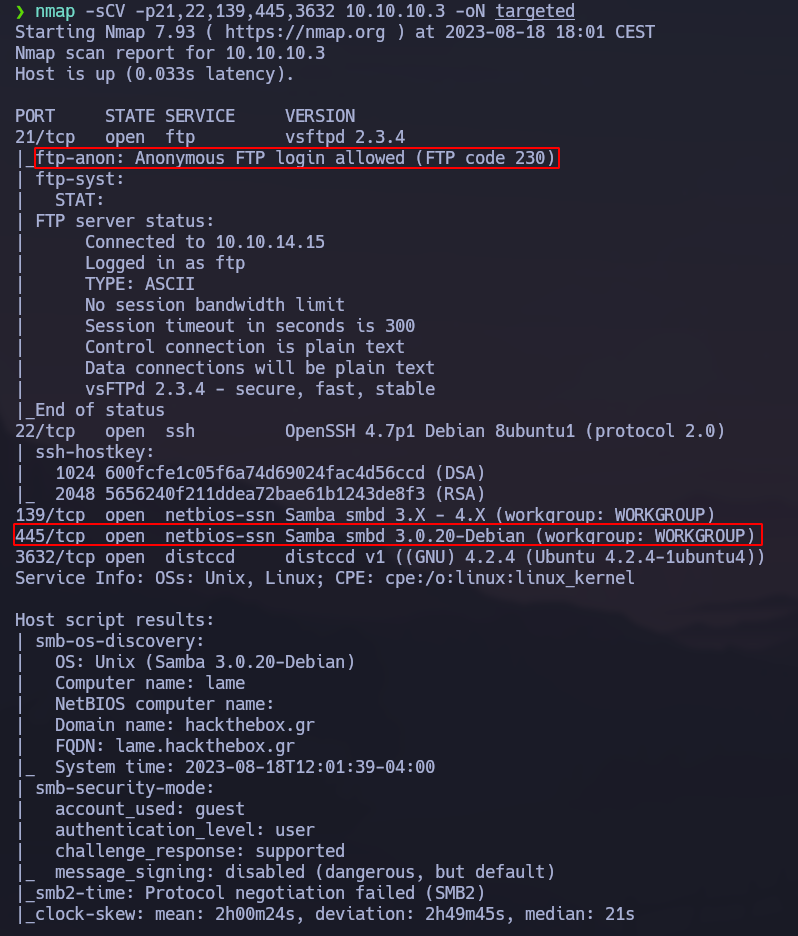 ❯ nmap -sCV -p21,22,139,445,3632 10.10.10.3 -oN targeted
Starting Nmap 7.93 ( https://nmap.org ) at 2023-08-18 18:01 CEST
Nmap scan report for 10.10.10.3
Host is up (0.033s latency).

PORT     STATE SERVICE     VERSION
21/tcp   open  ftp         vsftpd 2.3.4
|_ftp-anon: Anonymous FTP login allowed (FTP code 230)
| ftp-syst:
|   STAT:
| FTP server status:
|      Connected to 10.10.14.15
|      Logged in as ftp
|      TYPE: ASCII
|      No session bandwidth limit
|      Session timeout in seconds is 300
|      Control connection is plain text
|      Data connections will be plain text
|      vsFTPd 2.3.4 - secure, fast, stable
|_End of status
22/tcp   open  ssh         OpenSSH 4.7p1 Debian 8ubuntu1 (protocol 2.0)
| ssh-hostkey:
|   1024 600fcfe1c05f6a74d69024fac4d56ccd (DSA)
|_  2048 5656240f211ddea72bae61b1243de8f3 (RSA)
139/tcp  open  netbios-ssn Samba smbd 3.X - 4.X (workgroup: WORKGROUP)
445/tcp  open  netbios-ssn Samba smbd 3.0.20-Debian (workgroup: WORKGROUP)
3632/tcp open  distccd     distccd v1 ((GNU) 4.2.4 (Ubuntu 4.2.4-1ubuntu4))
Service Info: OSs: Unix, Linux; CPE: cpe:/o:linux:linux_kernel

Host script results:
| smb-os-discovery:
|   OS: Unix (Samba 3.0.20-Debian)
|   Computer name: lame
|   NetBIOS computer name:
|   Domain name: hackthebox.gr
|   FQDN: lame.hackthebox.gr
|_  System time: 2023-08-18T12:01:39-04:00
| smb-security-mode:
|   account_used: guest
|   authentication_level: user
|   challenge_response: supported
|_  message_signing: disabled (dangerous, but default)
|_smb2-time: Protocol negotiation failed (SMB2)
|_clock-skew: mean: 2h00m24s, deviation: 2h49m45s, median: 21s